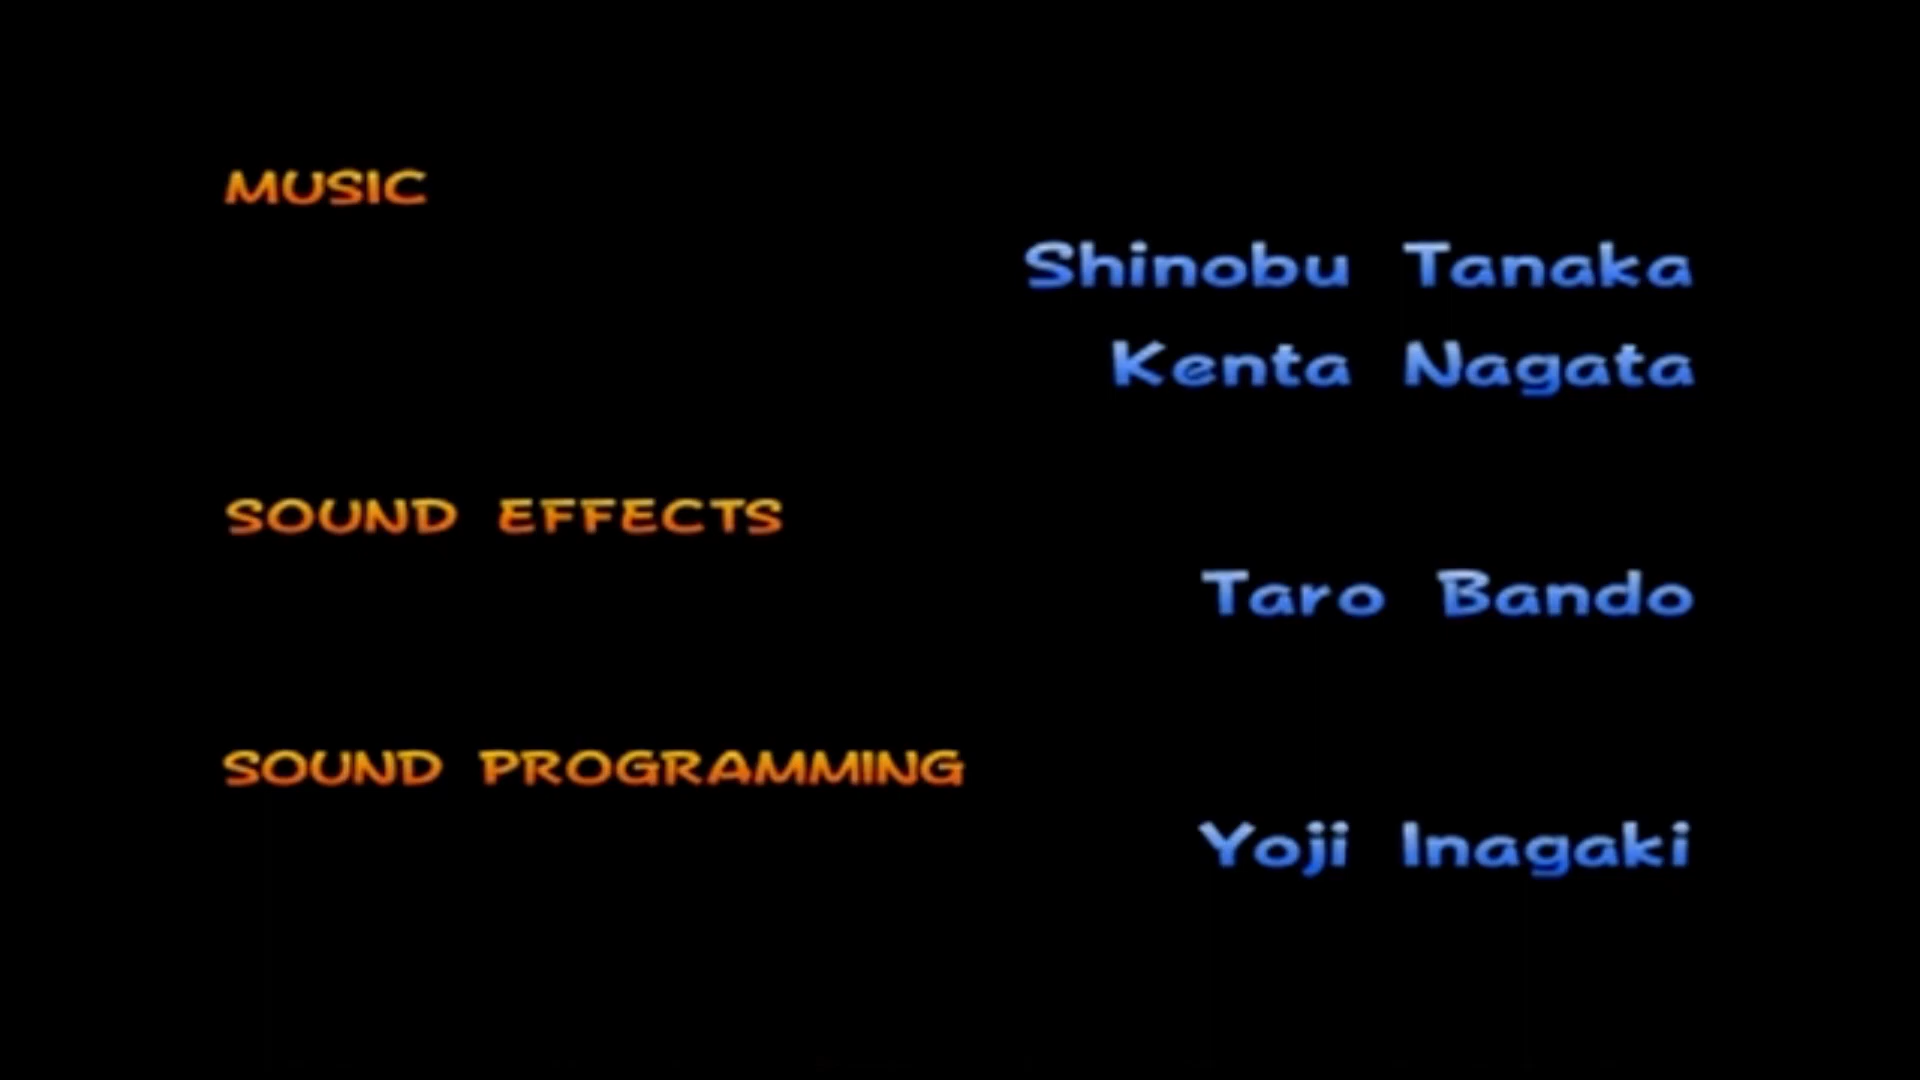 MUSIC
Shinobu Tanaka
Kenta Nagata
SOUND EFFECTS
Taro Bando
SOUND PROGRAMMING
Yoji Inagaki